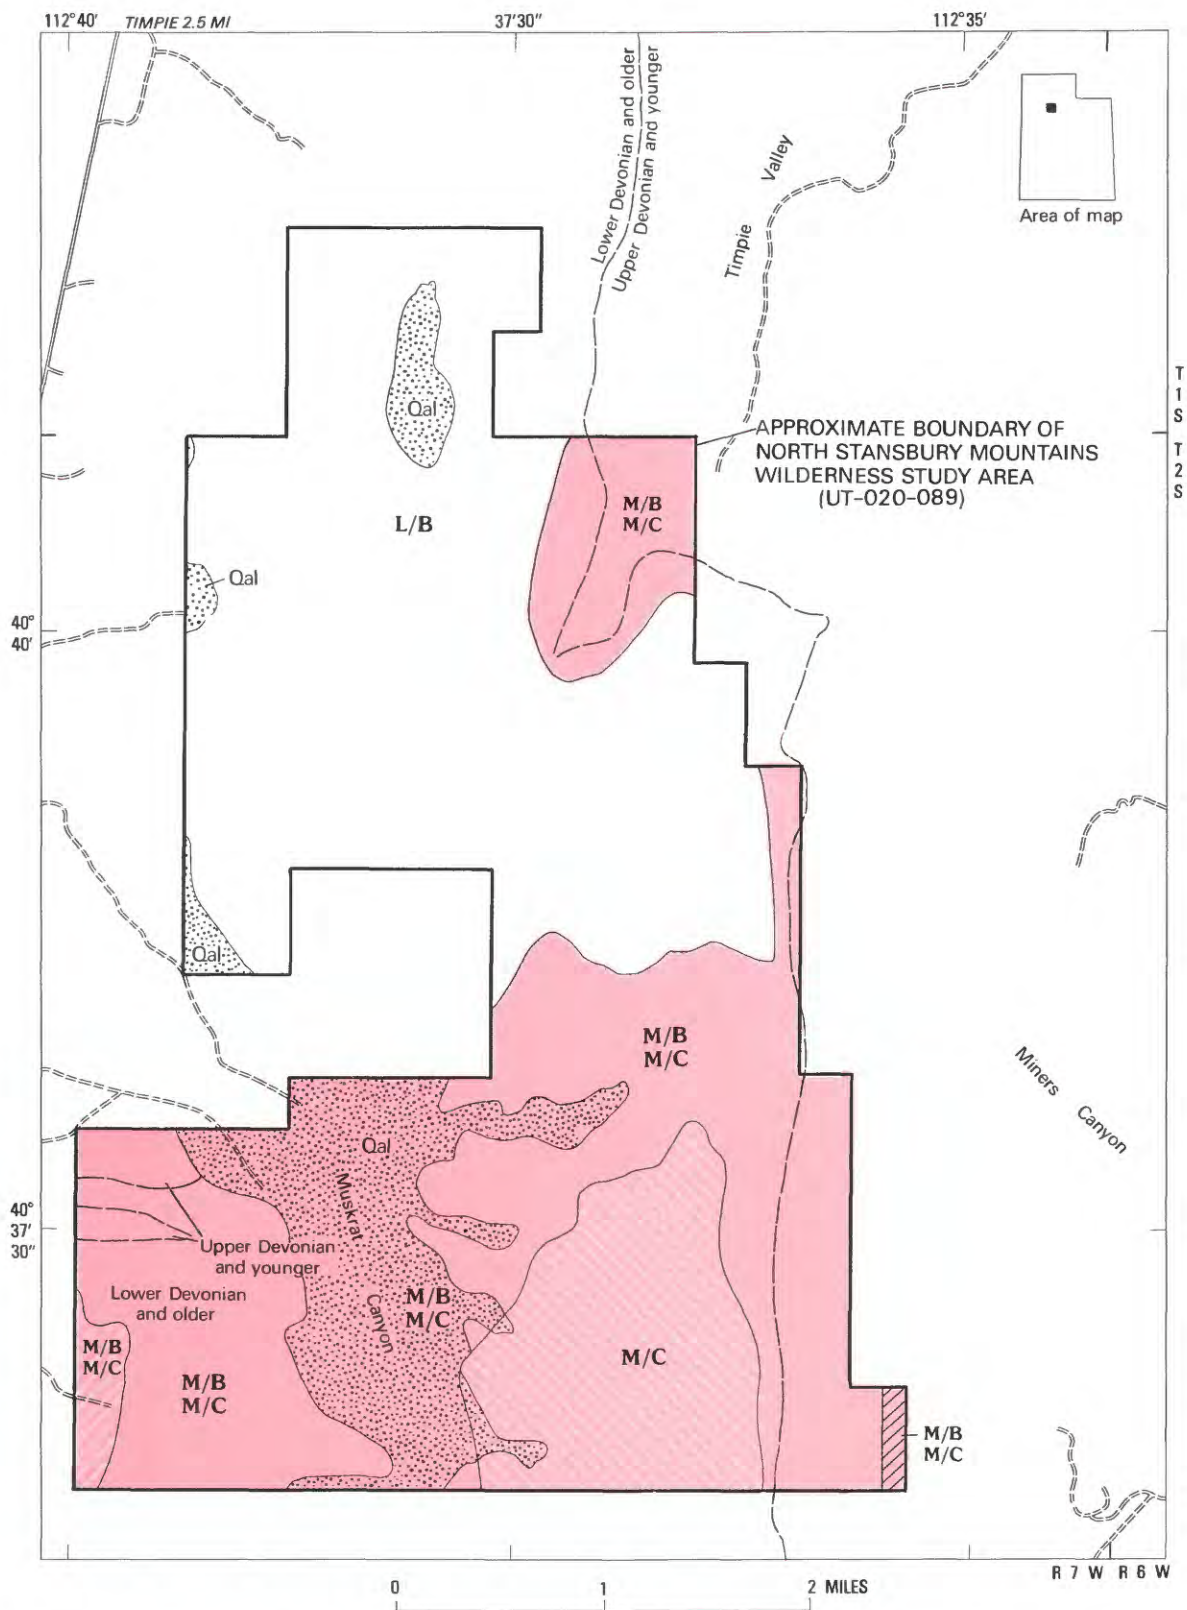 112°40'
TIMPIE 2.5 MI
37'30"
112°35'
Lower Devonian and older
Upper Devonian and younger
Timpie Valley
Area of map
T
1
S
T
2
S
Qal
APPROXIMATE BOUNDARY OF
NORTH STANSBURY MOUNTAINS
WILDERNESS STUDY AREA
(UT-020-089)
L/B
M/B
M/C
Qal
40°
40'
Qal
M/B
M/C
Miners Canyon
Qal
Muskrat Canyon
40°
37'
30"
Upper Devonian
and younger
Lower Devonian
and older
M/B
M/C
M/B
M/C
M/B
M/C
M/C
M/B
M/C
R 7 W R 6 W
0 1 2 MILES